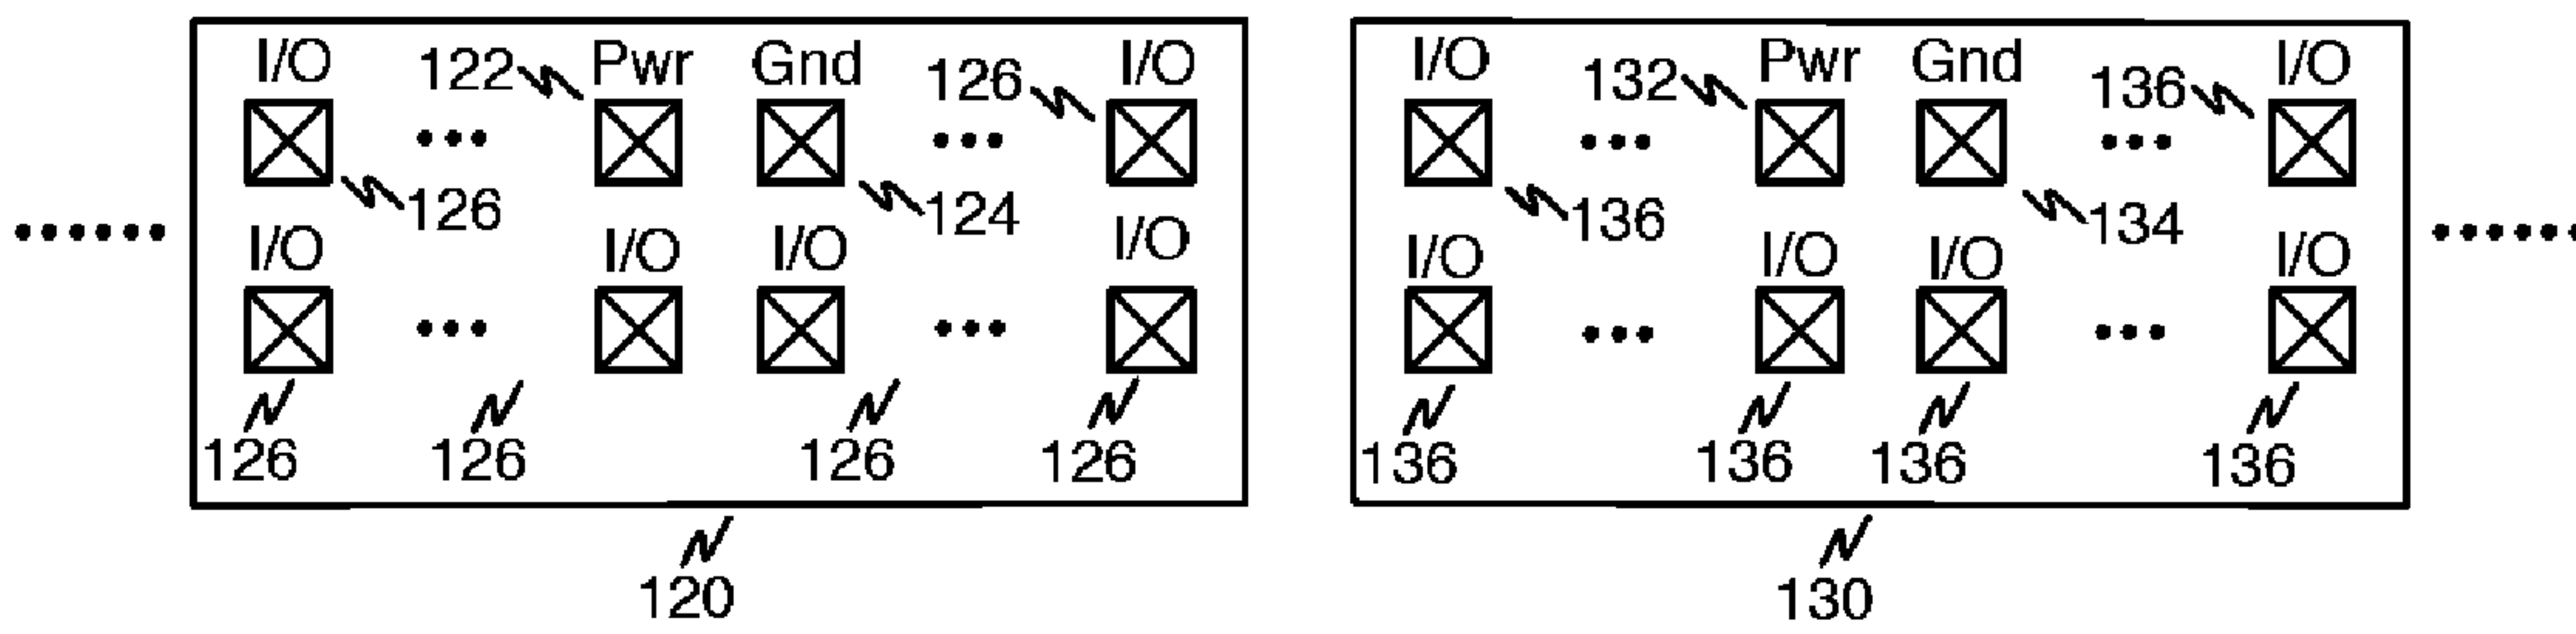 I/O 122 Pwr Gnd 126 I/O I/O 132 Pwr Gnd 136 I/O
... ... ... ...
126 124 136 134
...... ......
I/O I/O I/O I/O I/O I/O I/O I/O
... ... ... ...
126 126 126 126 136 136 136 136
120 130